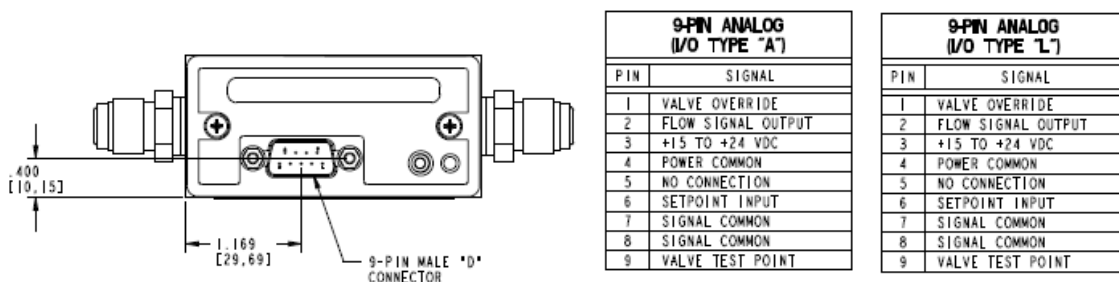 9-PIN ANALOG
(I/O TYPE "A")
PIN SIGNAL
1 VALVE OVERRIDE
2 FLOW SIGNAL OUTPUT
3 +15 TO +24 VDC
4 POWER COMMON
5 NO CONNECTION
6 SETPOINT INPUT
7 SIGNAL COMMON
8 SIGNAL COMMON
9 VALVE TEST POINT
9-PIN ANALOG
(I/O TYPE "L")
PIN SIGNAL
1 VALVE OVERRIDE
2 FLOW SIGNAL OUTPUT
3 +15 TO +24 VDC
4 POWER COMMON
5 NO CONNECTION
6 SETPOINT INPUT
7 SIGNAL COMMON
8 SIGNAL COMMON
9 VALVE TEST POINT
.400
[10,15]
1.169
[29,69]
9-PIN MALE "D"
CONNECTOR